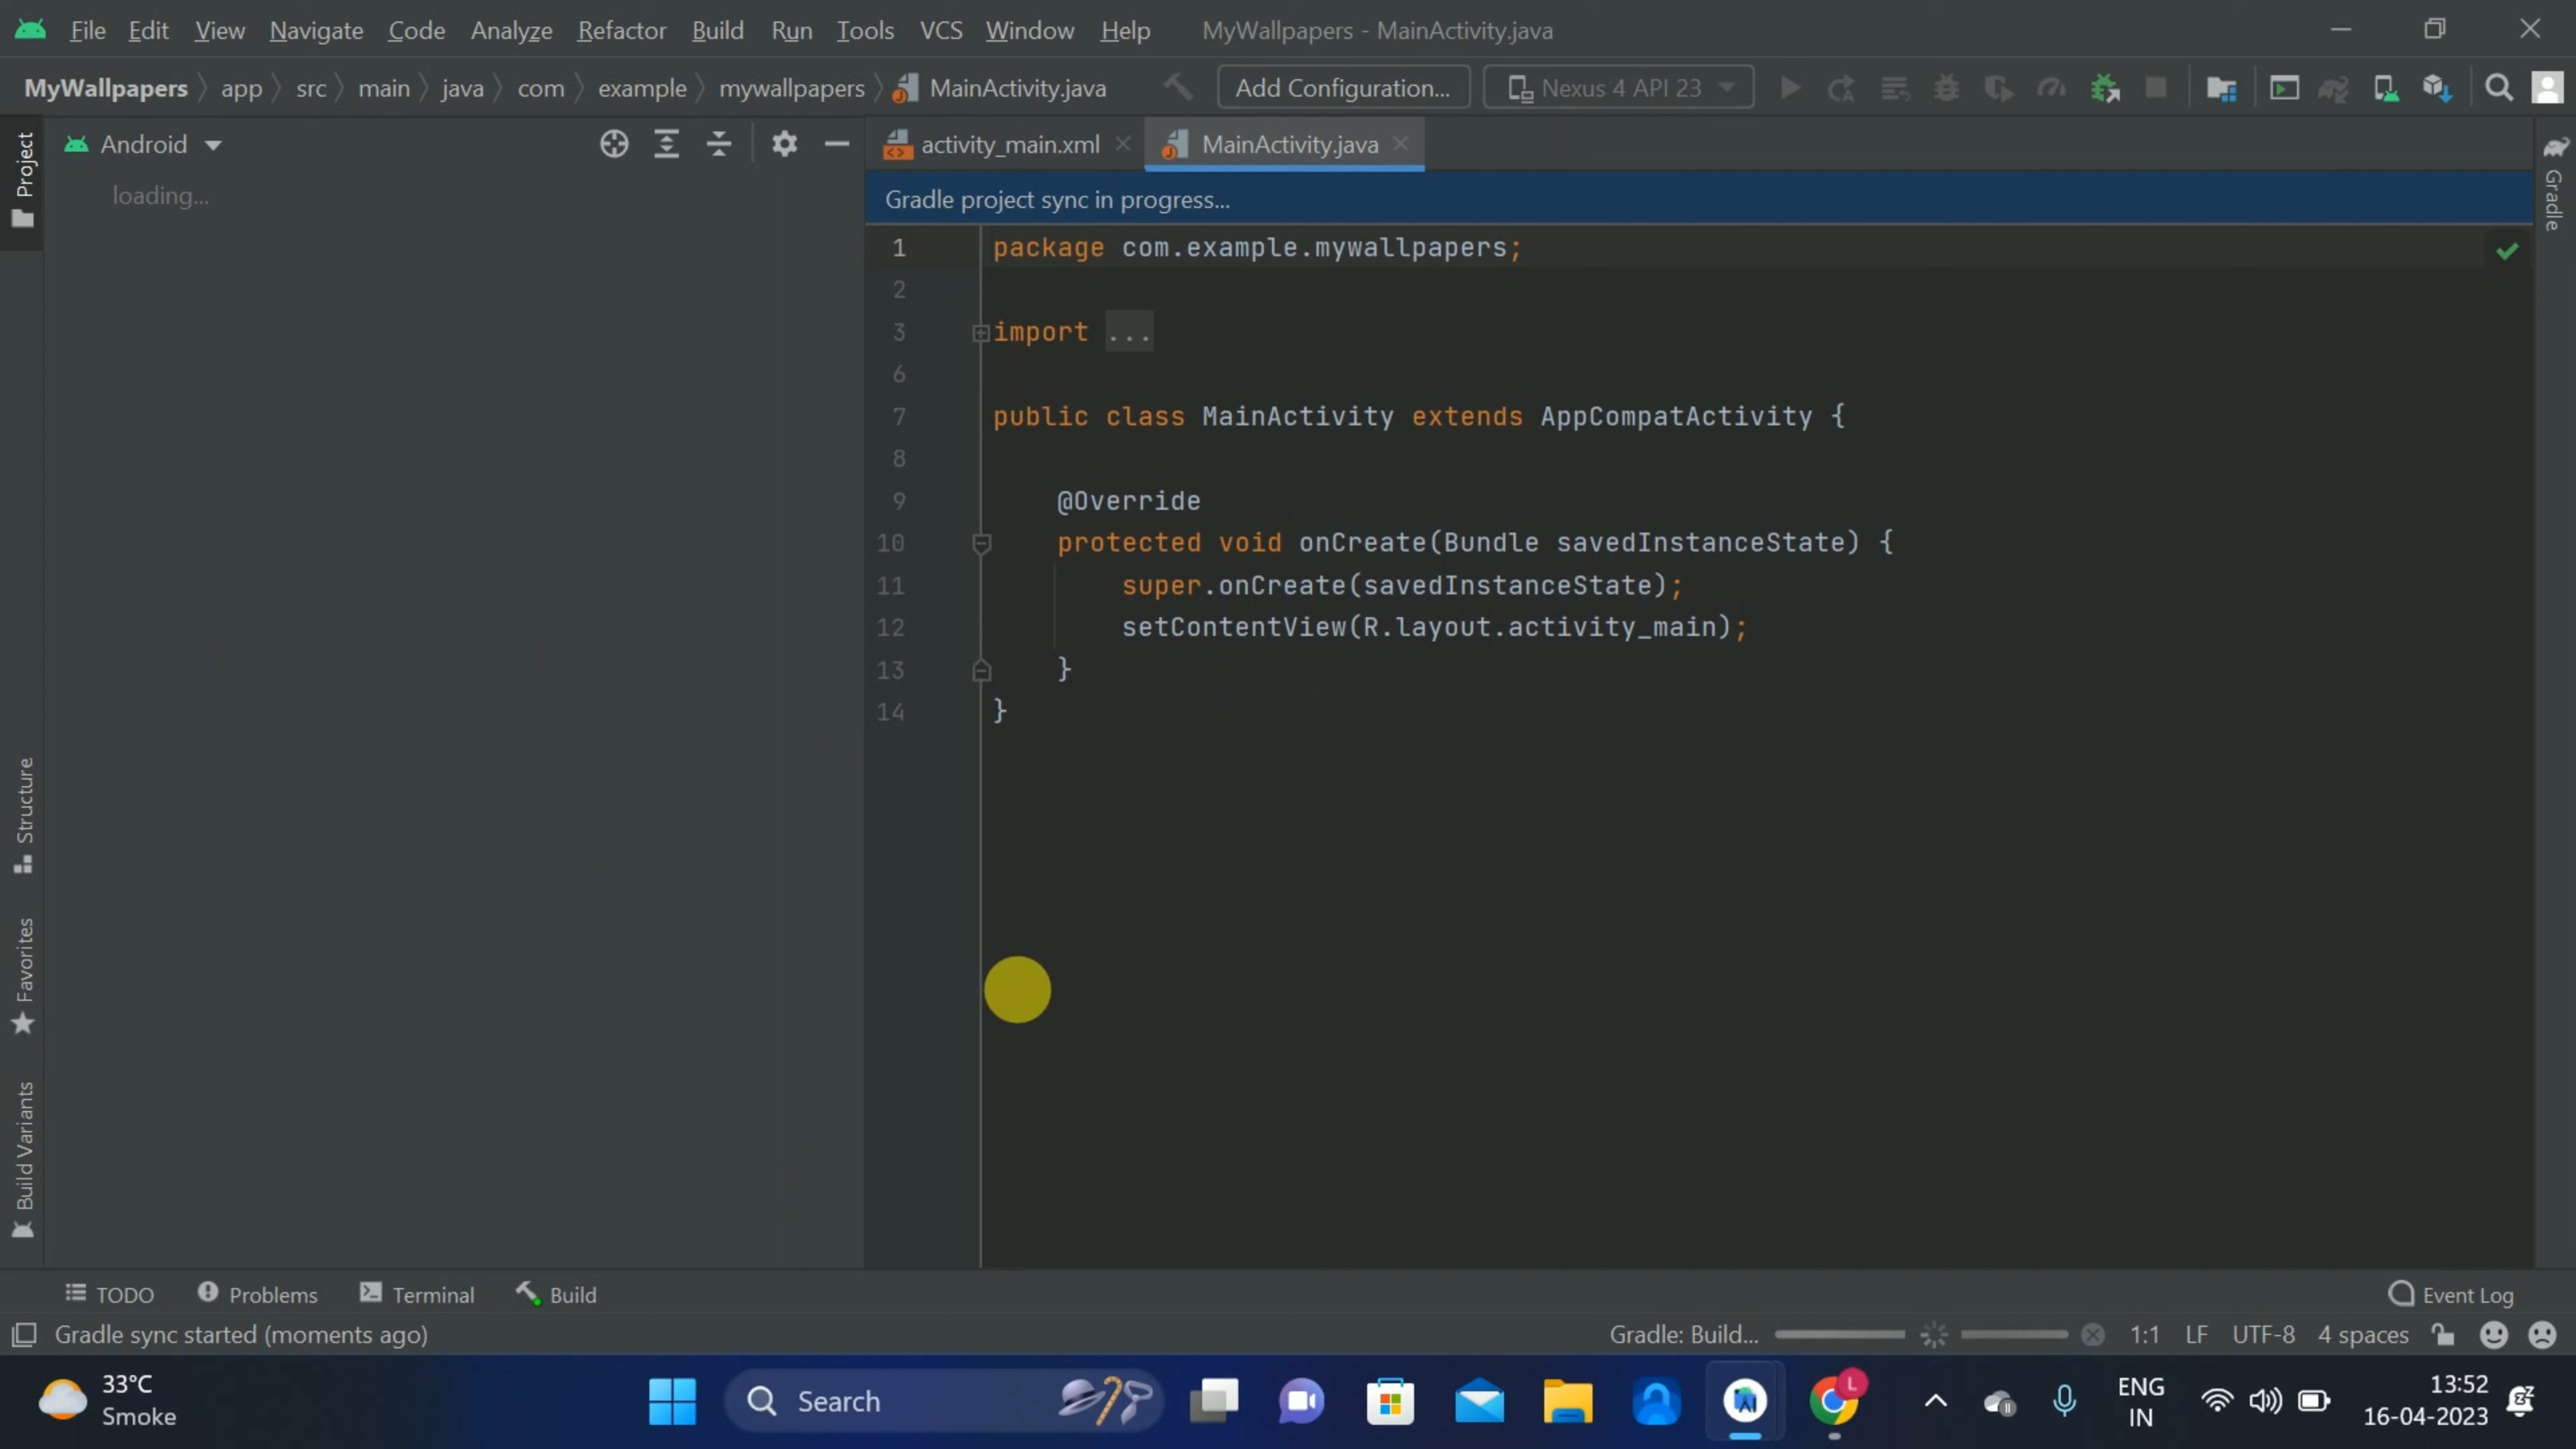 File Edit View Navigate Code Analyze Refactor Build Run Tools VCS Window Help MyWallpapers - MainActivity.java
MyWallpapers app src main java com example mywallpapers MainActivity.java Add Configuration... Nexus 4 API 23
Project
Android
loading...
activity_main.xml MainActivity.java
Gradle
Gradle project sync in progress...
1 package com.example.mywallpapers;
2
3 import ...
6
7 public class MainActivity extends AppCompatActivity {
8
9 @Override
10 protected void onCreate(Bundle savedInstanceState) {
11 super.onCreate(savedInstanceState);
12 setContentView(R.layout.activity_main);
13 }
14 }
Structure
Favorites
Build Variants
TODO Problems Terminal Build Event Log
Gradle sync started (moments ago) Gradle: Build... 1:1 LF UTF-8 4 spaces
33°C
Smoke
Search
L
ENG
IN
13:52
16-04-2023